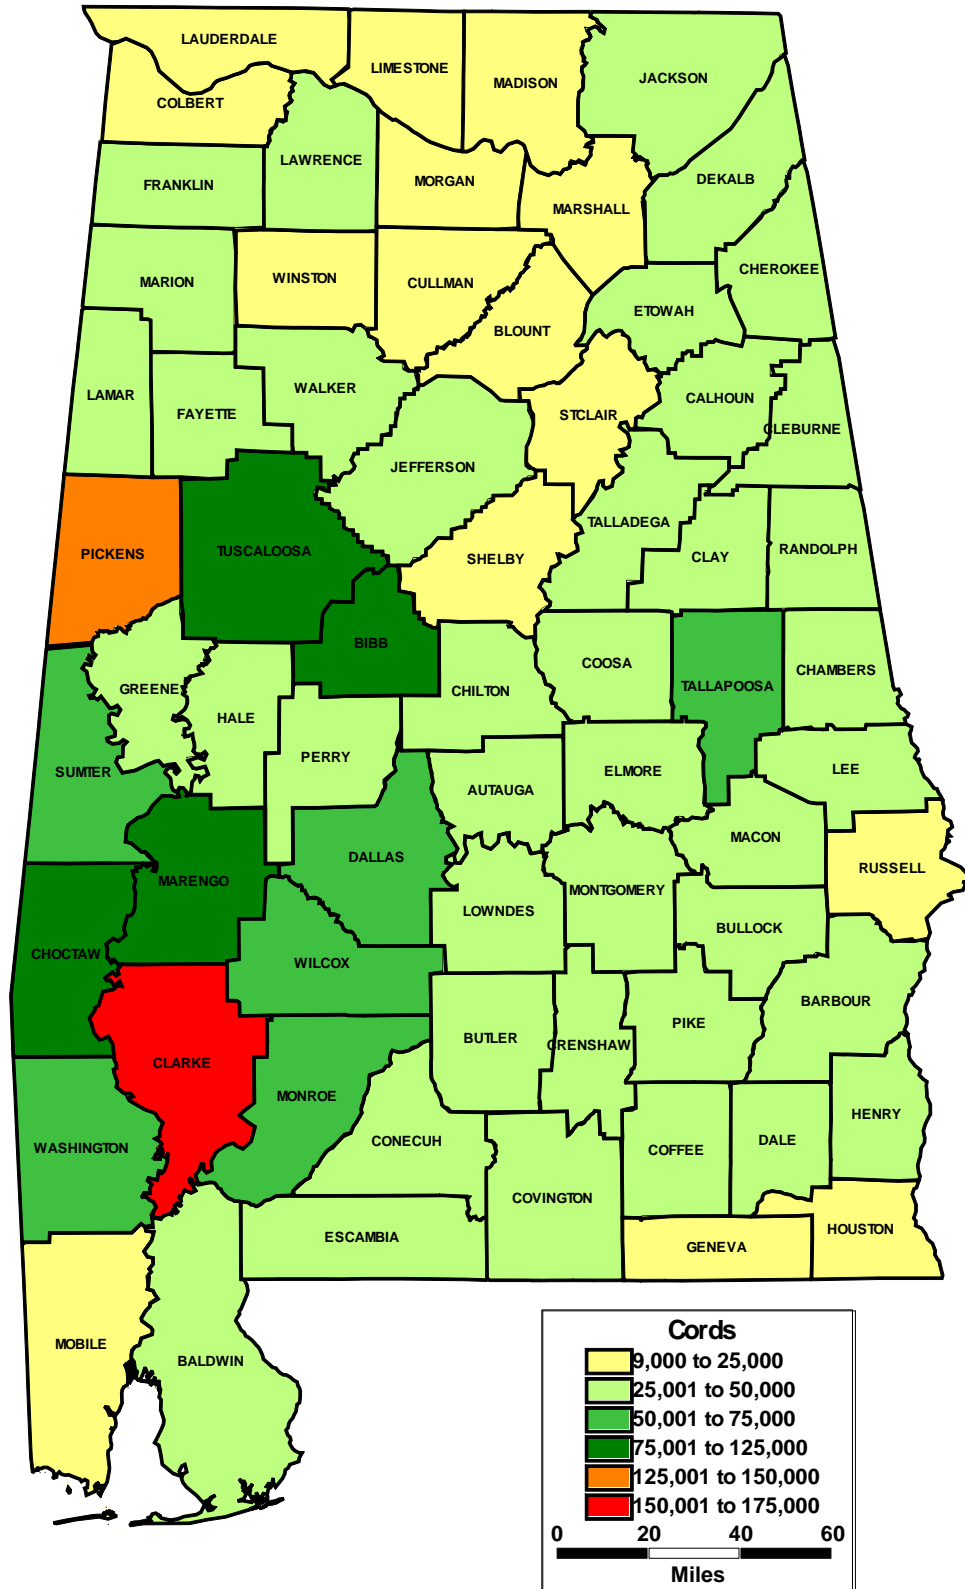 LAUDERDALE
LIMESTONE
MADISON
JACKSON
COLBERT
LAWRENCE
FRANKLIN
MORGAN
DEKALB
MARSHALL
CHEROKEE
MARION
WINSTON
CULLMAN
ETOWAH
BLOUNT
LAMAR
WALKER
FAYETTE
STCLAIR
CALHOUN
CLEBURNE
JEFFERSON
PICKENS
TUSCALOOSA
TALLADEGA
SHELBY
CLAY
RANDOLPH
BIBB
GREENE
HALE
CHILTON
COOSA
TALLAPOOSA
CHAMBERS
SUMTER
PERRY
AUTAUGA
ELMORE
LEE
MACON
DALLAS
MARENGO
MONTGOMERY
RUSSELL
LOWNDES
BULLOCK
CHOCTAW
WILCOX
BARBOUR
CLARKE
BUTLER
CRENSHAW
PIKE
MONROE
WASHINGTON
CONECUH
COFFEE
DALE
HENRY
COVINGTON
ESCAMBIA
GENEVA
HOUSTON
MOBILE
BALDWIN
Cords
9,000 to 25,000
25,001 to 50,000
50,001 to 75,000
75,001 to 125,000
125,001 to 150,000
150,001 to 175,000
0 20 40 60
Miles